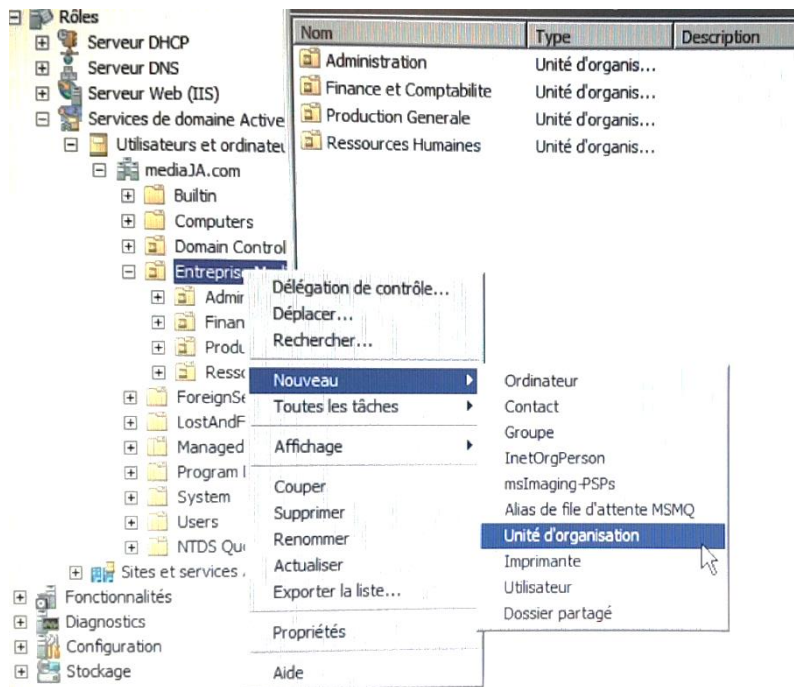 Rôles
Serveur DHCP
Serveur DNS
Serveur Web (IIS)
Services de domaine Active
Utilisateurs et ordinateu
mediaJA.com
Builtin
Computers
Domain Control
Entreprise
Admir
Finan
Produ
Resso
ForeignSe
LostAndF
Managed
Program
System
Users
NTDS Quo
Sites et services
Fonctionnalités
Diagnostics
Configuration
Stockage
Nom Type Description
Administration Unité d'organis...
Finance et Comptabilite Unité d'organis...
Production Generale Unité d'organis...
Ressources Humaines Unité d'organis...
Délégation de contrôle...
Déplacer...
Rechercher...
Nouveau
Toutes les tâches
Affichage
Couper
Supprimer
Renommer
Actualiser
Exporter la liste...
Propriétés
Aide
Ordinateur
Contact
Groupe
InetOrgPerson
msImaging-PSPs
Alias de file d'attente MSMQ
Unité d'organisation
Imprimante
Utilisateur
Dossier partagé